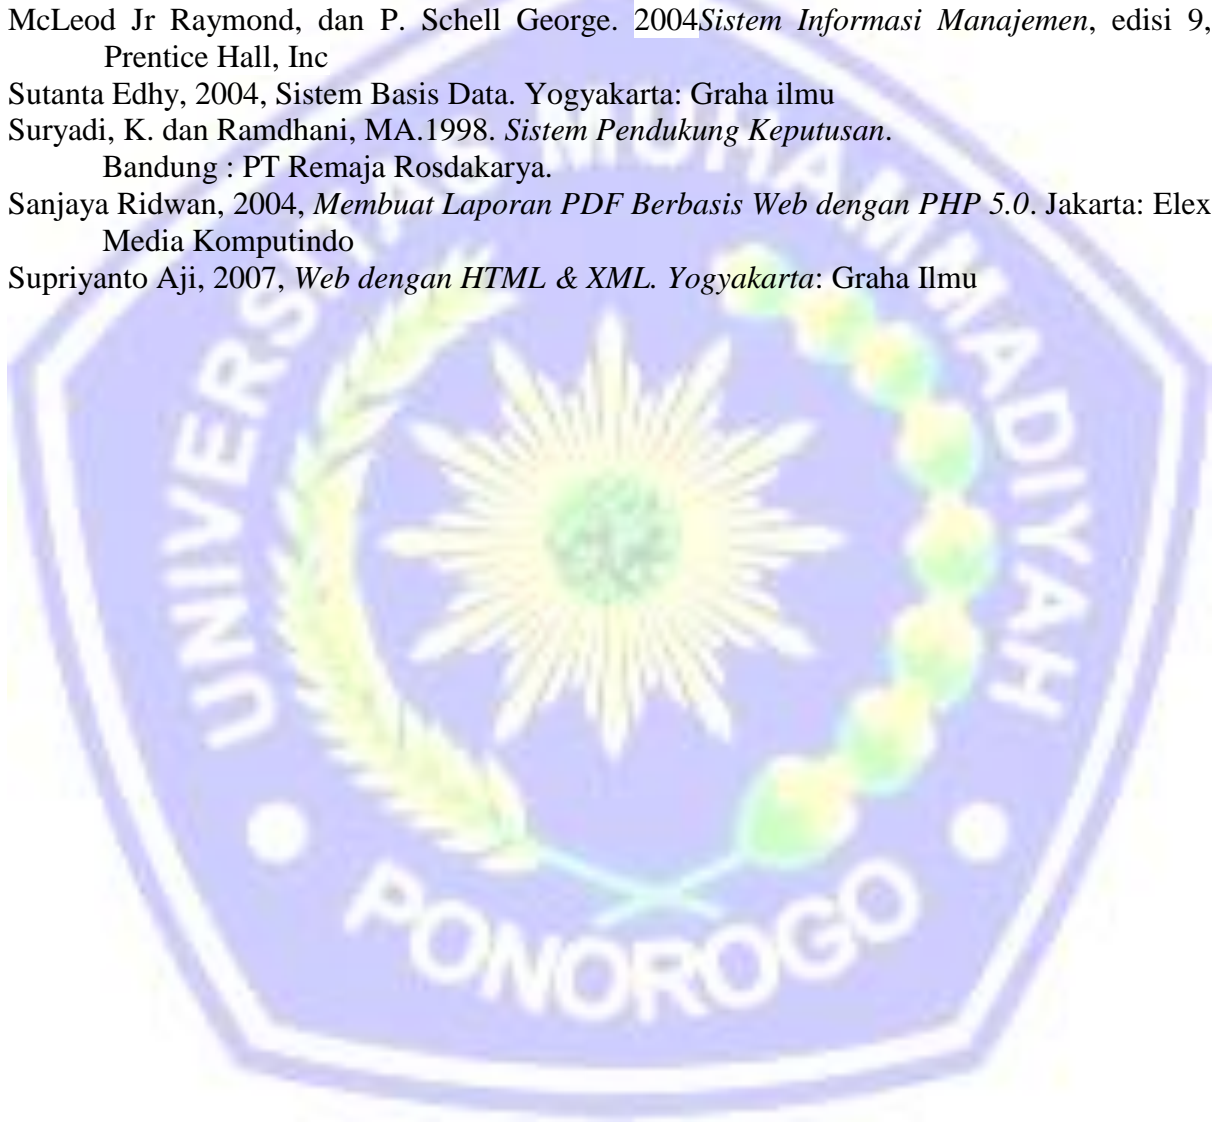 McLeod Jr Raymond, dan P. Schell George. 2004Sistem Informasi Manajemen, edisi 9,
Prentice Hall, Inc
Sutanta Edhy, 2004, Sistem Basis Data. Yogyakarta: Graha ilmu
Suryadi, K. dan Ramdhani, MA.1998. Sistem Pendukung Keputusan.
Bandung : PT Remaja Rosdakarya.
Sanjaya Ridwan, 2004, Membuat Laporan PDF Berbasis Web dengan PHP 5.0. Jakarta: Elex
Media Komputindo
Supriyanto Aji, 2007, Web dengan HTML & XML. Yogyakarta: Graha Ilmu
UNIVERSITAS MUHAMMADIYAH
PONOROGO